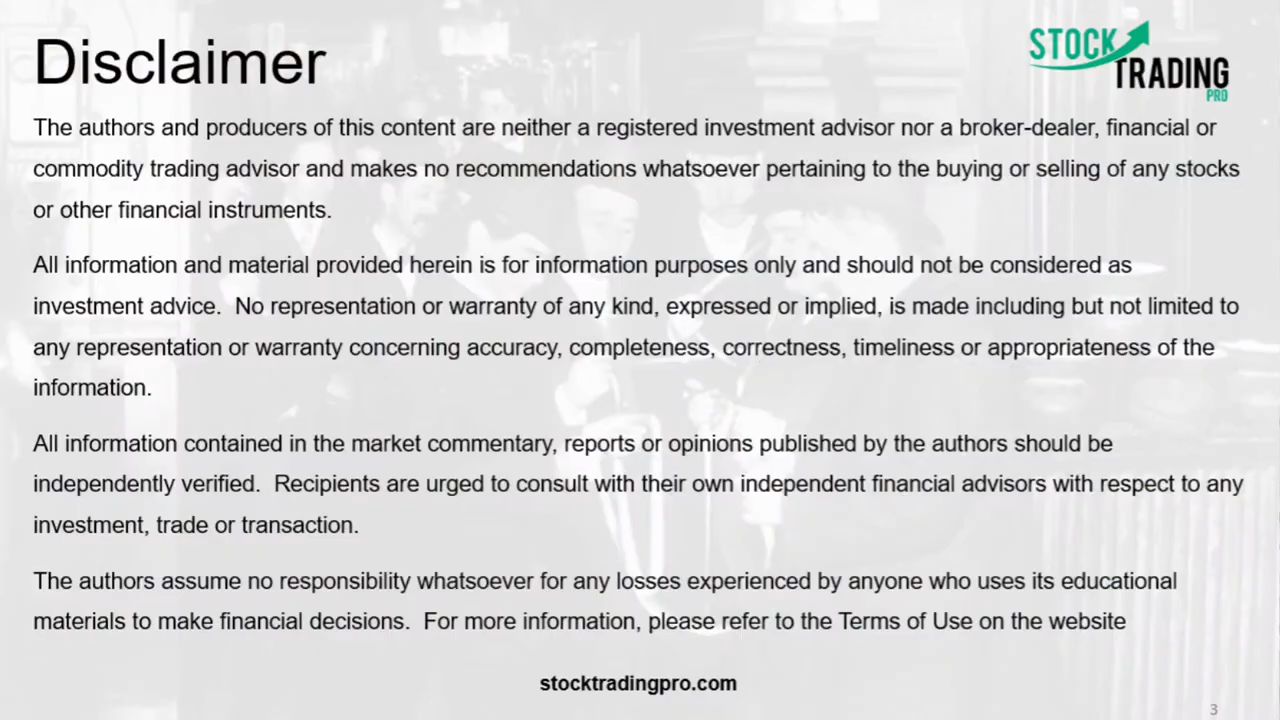 Disclaimer
STOCK
TRADING
PRO
The authors and producers of this content are neither a registered investment advisor nor a broker-dealer, financial or
commodity trading advisor and makes no recommendations whatsoever pertaining to the buying or selling of any stocks
or other financial instruments.
All information and material provided herein is for information purposes only and should not be considered as
investment advice.  No representation or warranty of any kind, expressed or implied, is made including but not limited to
any representation or warranty concerning accuracy, completeness, correctness, timeliness or appropriateness of the
information.
All information contained in the market commentary, reports or opinions published by the authors should be
independently verified.  Recipients are urged to consult with their own independent financial advisors with respect to any
investment, trade or transaction.
The authors assume no responsibility whatsoever for any losses experienced by anyone who uses its educational
materials to make financial decisions.  For more information, please refer to the Terms of Use on the website
stocktradingpro.com
3